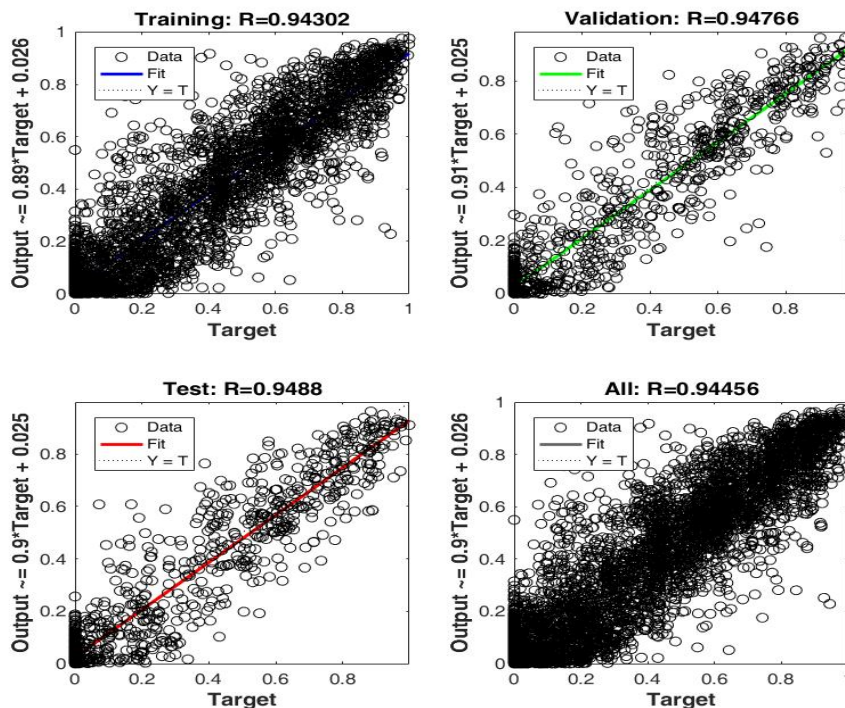 Training: R=0.94302
Output ~= 0.89*Target + 0.026
1
0.8
0.6
0.4
0.2
0
Data
Fit
Y = T
0 0.2 0.4 0.6 0.8 1
Target
Validation: R=0.94766
Output ~= 0.91*Target + 0.025
0.8
0.6
0.4
0.2
0
Data
Fit
Y = T
0 0.2 0.4 0.6 0.8
Target
Test: R=0.9488
Output ~= 0.9*Target + 0.025
0.8
0.6
0.4
0.2
0
Data
Fit
Y = T
0 0.2 0.4 0.6 0.8
Target
All: R=0.94456
Output ~= 0.9*Target + 0.026
1
0.8
0.6
0.4
0.2
0
Data
Fit
Y = T
0 0.2 0.4 0.6 0.8 1
Target